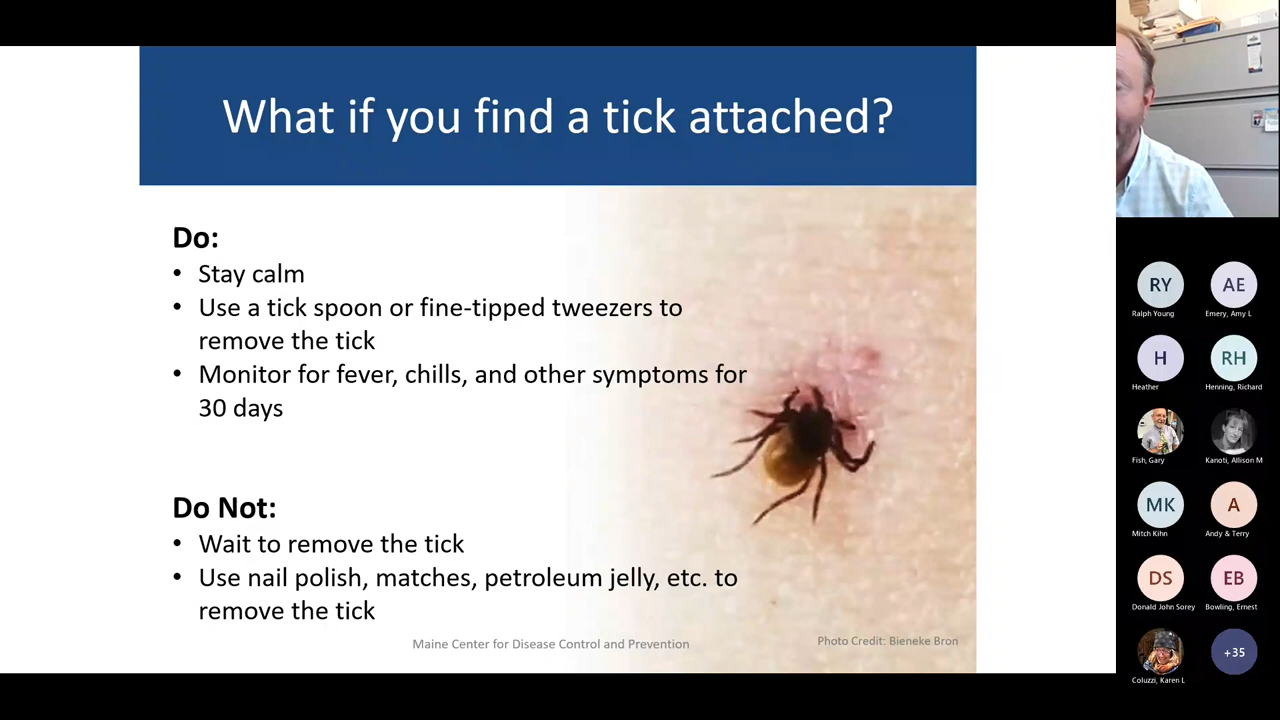 What if you find a tick attached?
Do:
• Stay calm
• Use a tick spoon or fine-tipped tweezers to
remove the tick
• Monitor for fever, chills, and other symptoms for
30 days
Do Not:
• Wait to remove the tick
• Use nail polish, matches, petroleum jelly, etc. to
remove the tick
Maine Center for Disease Control and Prevention
Photo Credit: Bieneke Bron
RY
AE
Ralph Young
Emery, Amy L
H
RH
Heather
Henning, Richard
Fish, Gary
Kanoti, Allison M
MK
A
Mitch Kihn
Andy & Terry
DS
EB
Donald John Sorey
Bowling, Ernest
+35
Coluzzi, Karen L